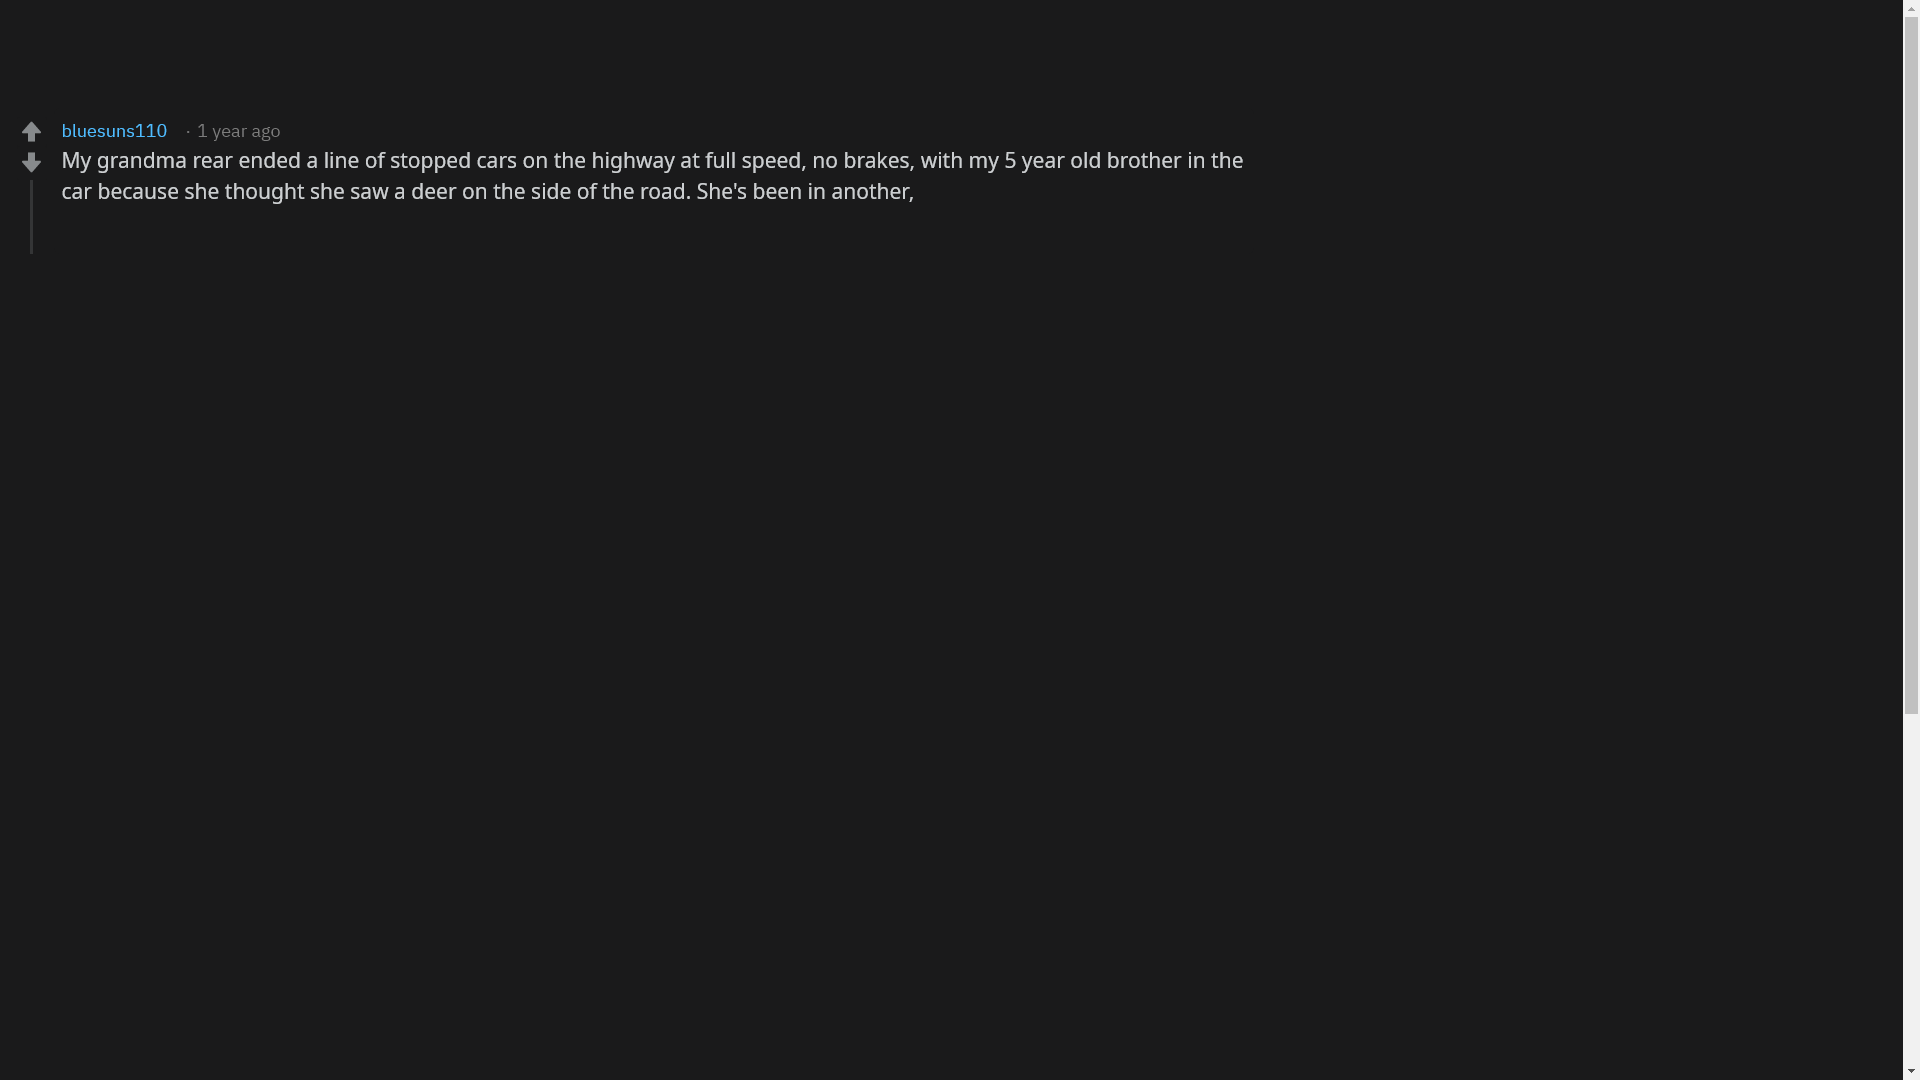 bluesuns110 · 1 year ago
My grandma rear ended a line of stopped cars on the highway at full speed, no brakes, with my 5 year old brother in the
car because she thought she saw a deer on the side of the road. She's been in another,